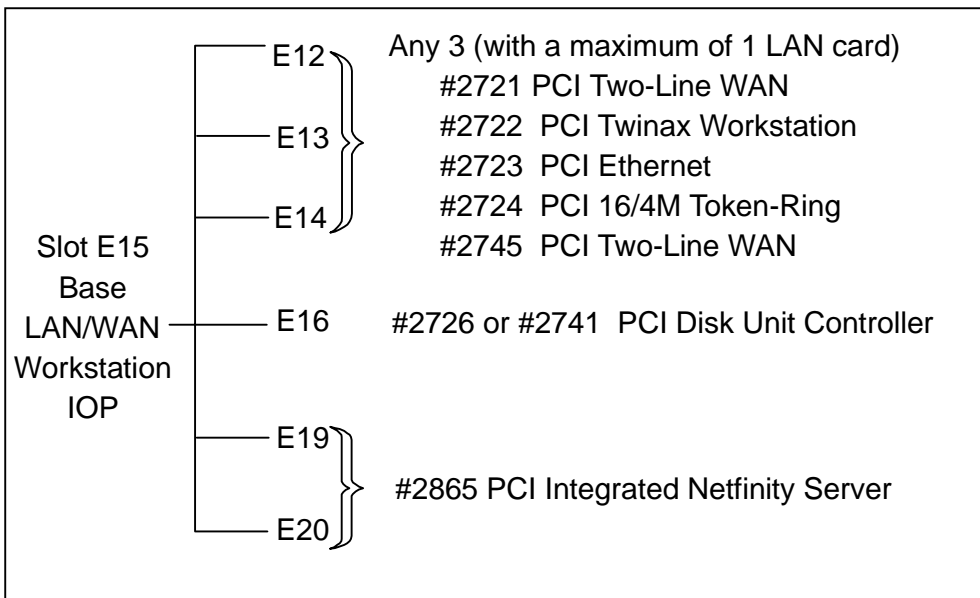 E12
E13
E14
Any 3 (with a maximum of 1 LAN card)
#2721 PCI Two-Line WAN
#2722 PCI Twinax Workstation
#2723 PCI Ethernet
#2724 PCI 16/4M Token-Ring
#2745 PCI Two-Line WAN
Slot E15
Base
LAN/WAN
Workstation
IOP
E16
#2726 or #2741 PCI Disk Unit Controller
E19
E20
#2865 PCI Integrated Netfinity Server